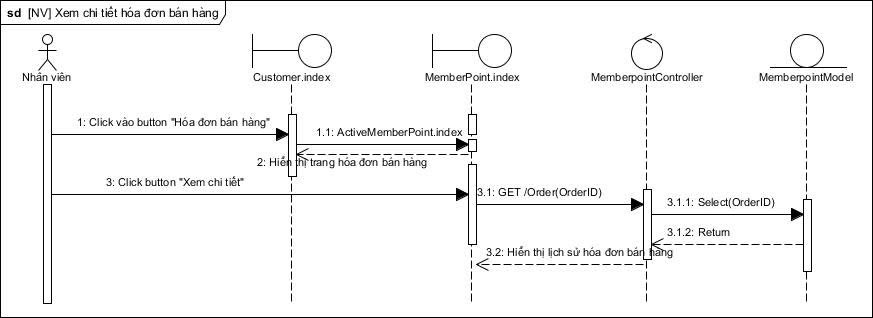 sd [NV] Xem chi tiết hóa đơn bán hàng
Nhân viên
Customer.index
MemberPoint.index
MemberpointController
MemberpointModel
1: Click vào button "Hóa đơn bán hàng"
1.1: ActiveMemberPoint.index
2: Hiển thị trang hóa đơn bán hàng
3: Click button "Xem chi tiết"
3.1: GET /Order(OrderID)
3.1.1: Select(OrderID)
3.1.2: Return
3.2: Hiển thị lịch sử hóa đơn bán hàng